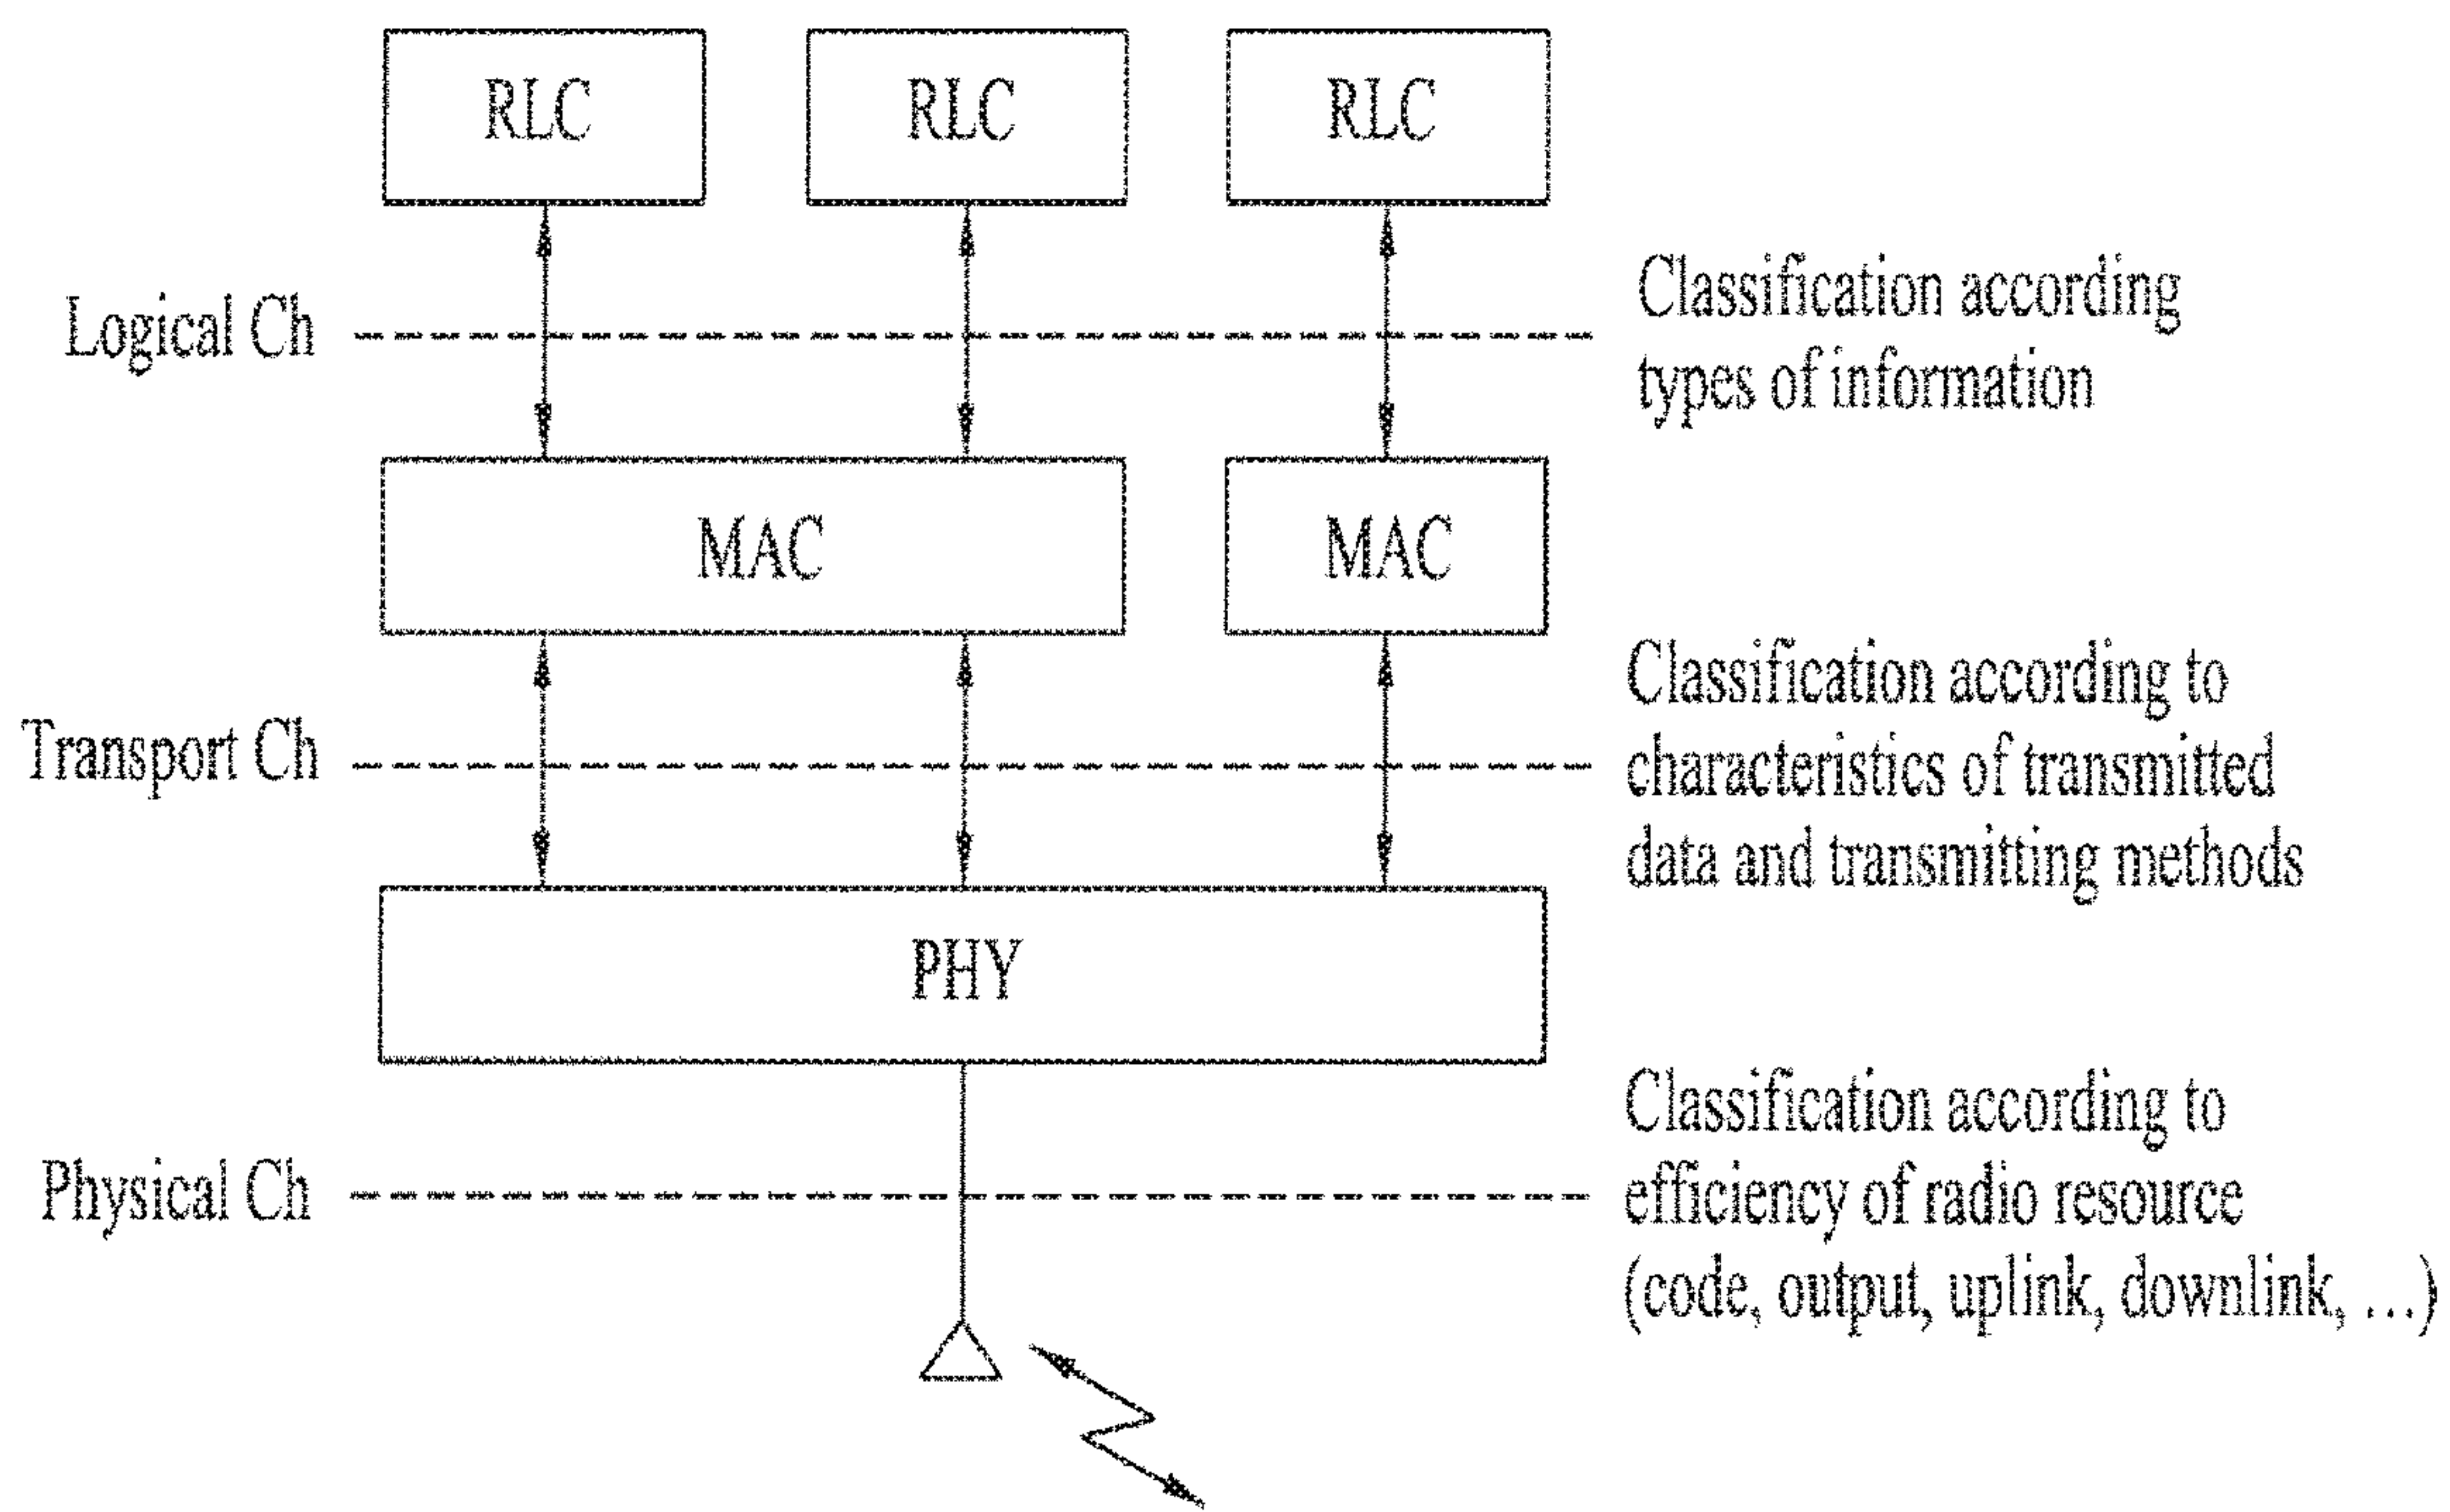 RLC
RLC
RLC
Logical Ch
Classification according
types of information
MAC
MAC
Transport Ch
Classification according to
characteristics of transmitted
data and transmitting methods
PHY
Physical Ch
Classification according to
efficiency of radio resource
(code, output, uplink, downlink, ...)